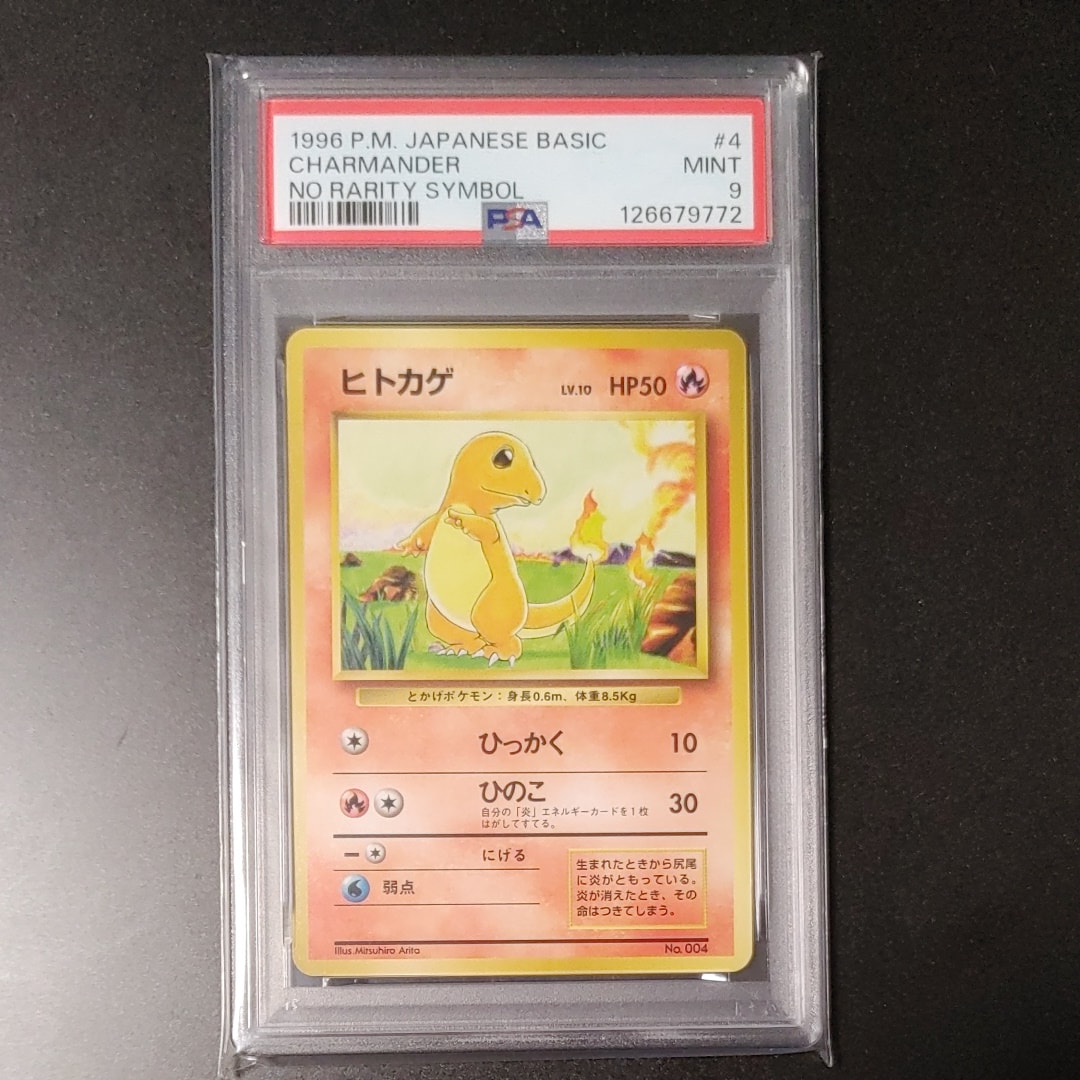 1996 P.M. JAPANESE BASIC #4
CHARMANDER MINT
NO RARITY SYMBOL 9
PSA 126679772
ヒトカゲ LV.10 HP50
とかげポケモン:身長0.6m、体重8.5Kg
ひっかく 10
ひのこ 30
自分の「炎」エネルギーカードを1枚
はがしてすてる。
にげる
弱点
生まれたときから尻尾
に炎がともっている。
炎が消えたとき、その
命はつきてしまう。
Illus.Mitsuhiro Arita No.004